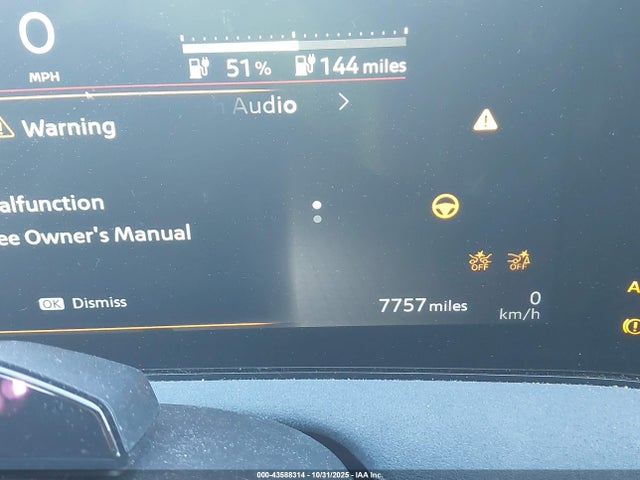 0
MPH
51 %
144 miles
Audio
Warning
alfunction
ee Owner's Manual
OFF OFF
OK Dismiss
7757 miles
0
km/h
A
000-43588314 - 10/31/2025 - IAA Inc.